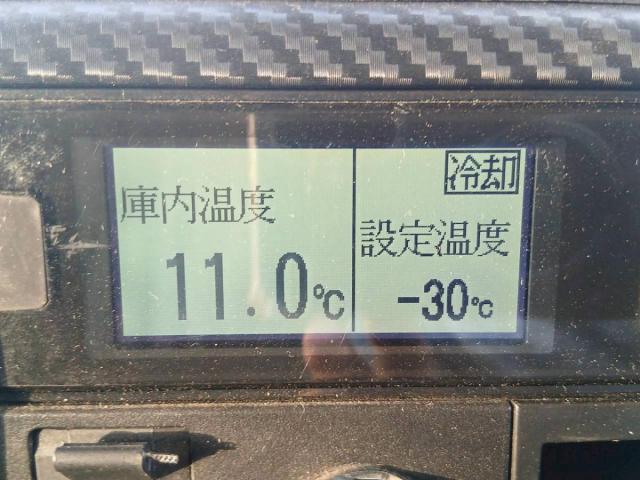 庫内温度
11.0℃
冷却
設定温度
-30℃